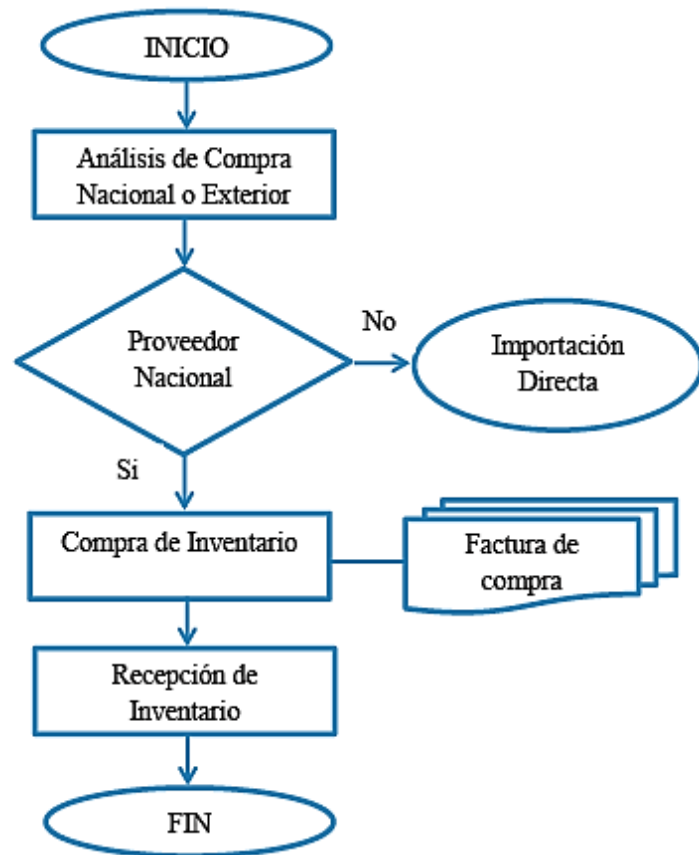 INICIO
Análisis de Compra
Nacional o Exterior
Proveedor
Nacional
No
Importación
Directa
Si
Compra de Inventario
Factura de
compra
Recepción de
Inventario
FIN